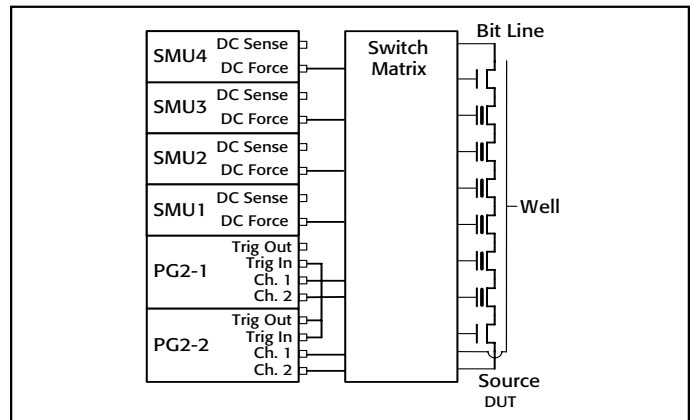 Bit Line
SMU4
DC Sense
DC Force
SMU3
DC Sense
DC Force
SMU2
DC Sense
DC Force
SMU1
DC Sense
DC Force
PG2-1
Trig Out
Trig In
Ch. 1
Ch. 2
PG2-2
Trig Out
Trig In
Ch. 1
Ch. 2
Switch
Matrix
Well
Source
DUT